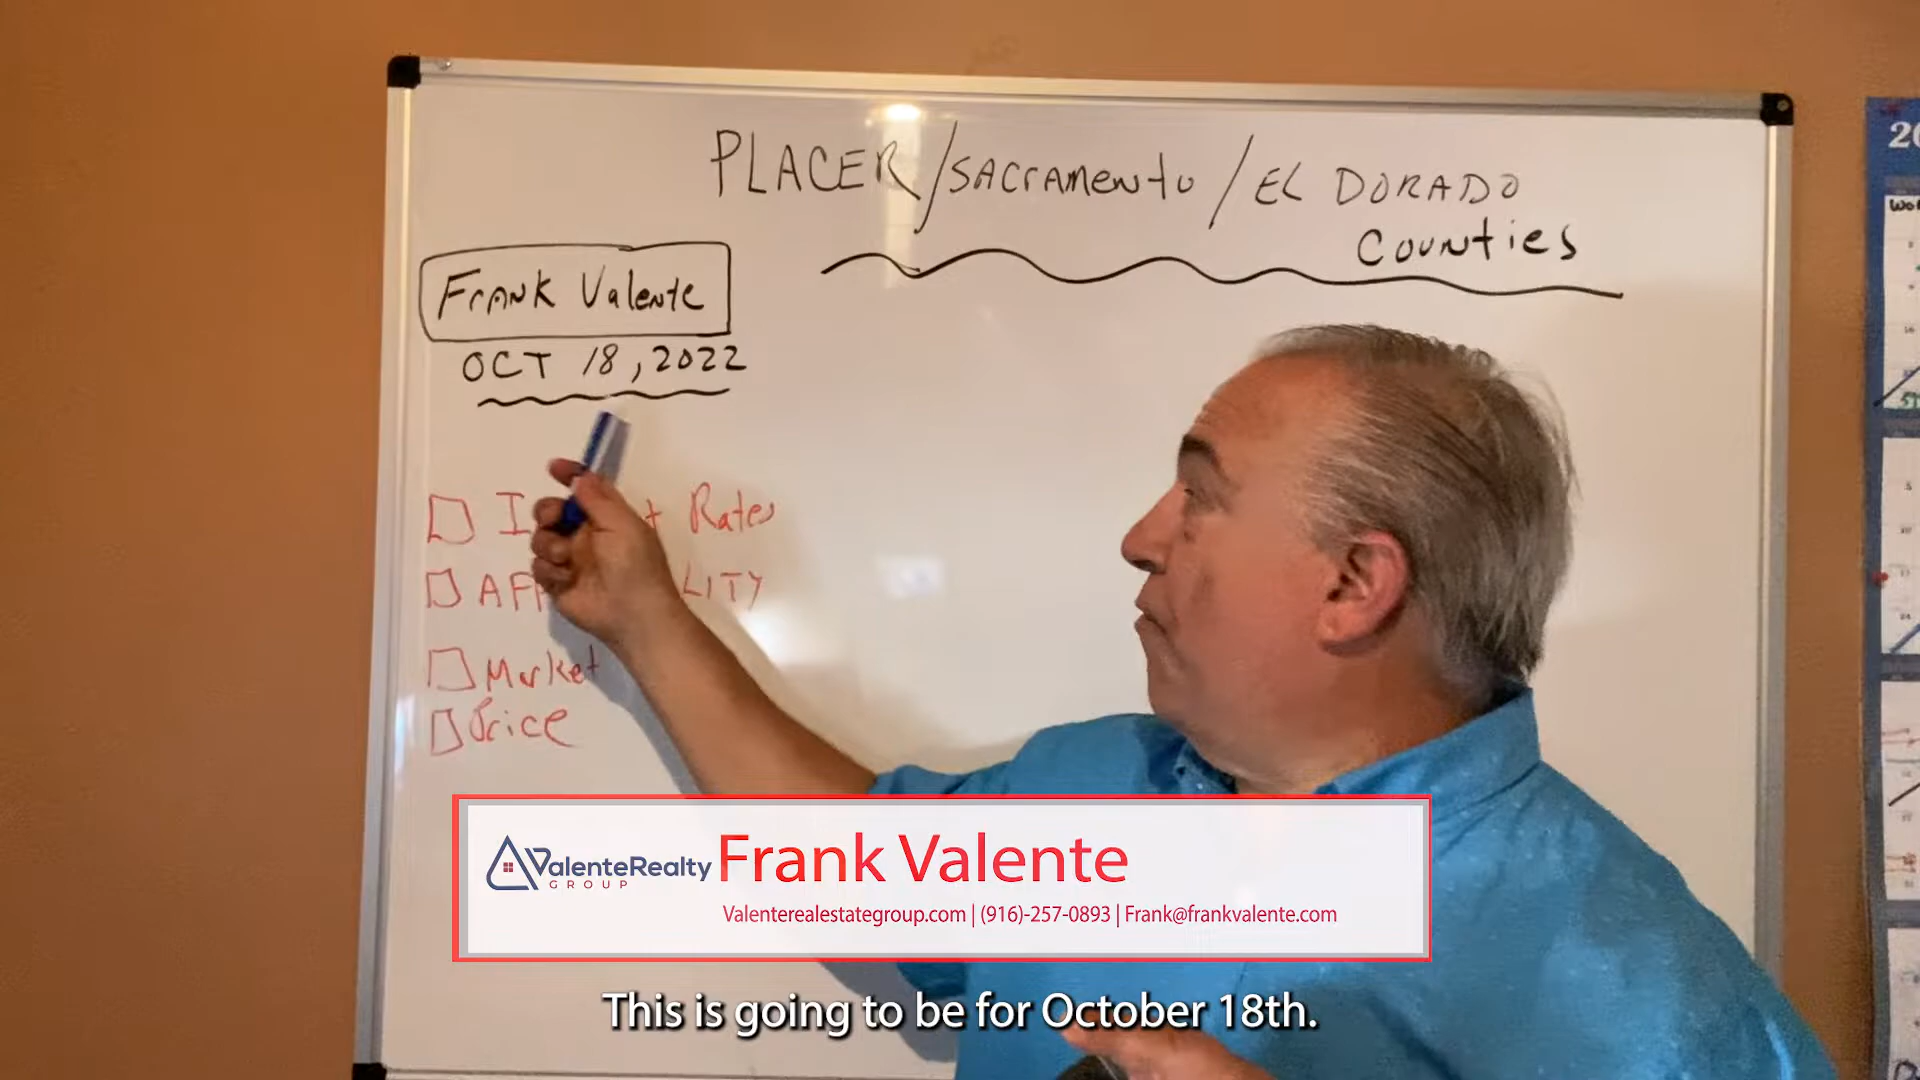 PLACER/SACramento/EL DORADO
Counties
Frank Valente
OCT 18, 2022
Rates
Market
Price
ValenteRealty
GROUP
Frank Valente
Valenterealestategroup.com | (916)-257-0893 | Frank@frankvalente.com
This is going to be for October 18th.